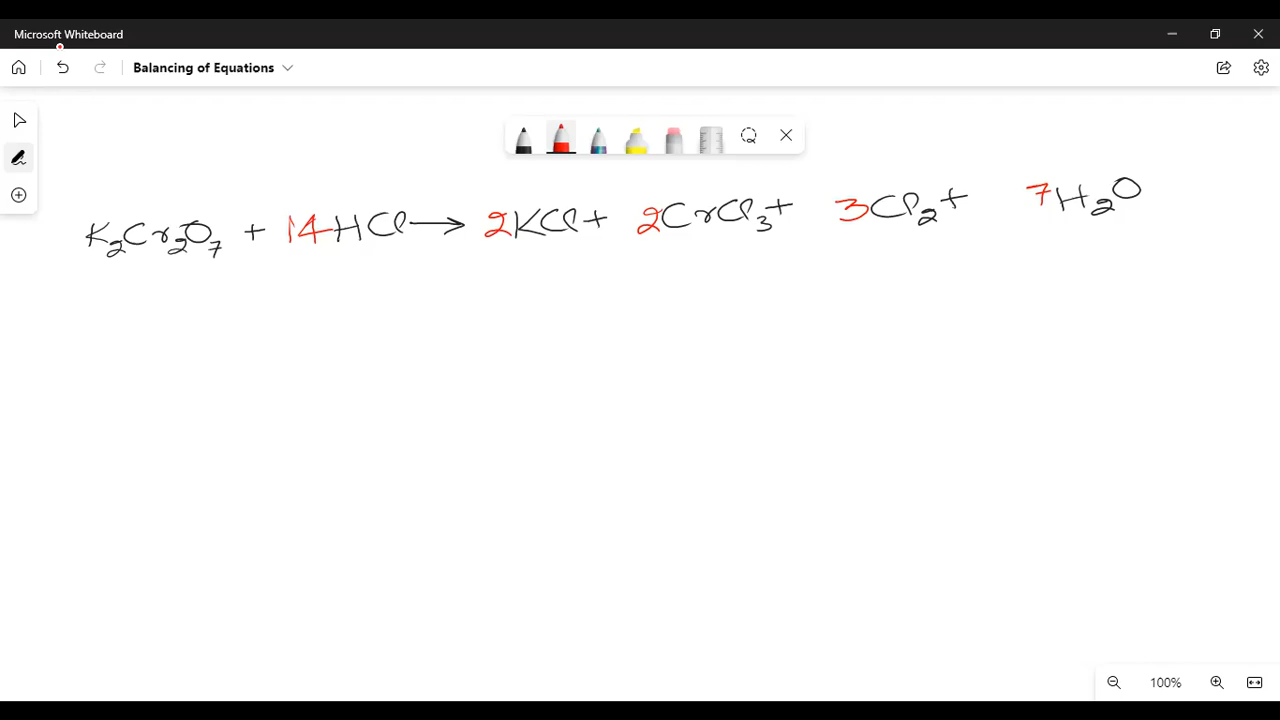 Microsoft Whiteboard
Balancing of Equations
K₂Cr₂O₇ + 14HCl → 2KCl + 2CrCl₃ + 3Cl₂ + 7H₂O
100%